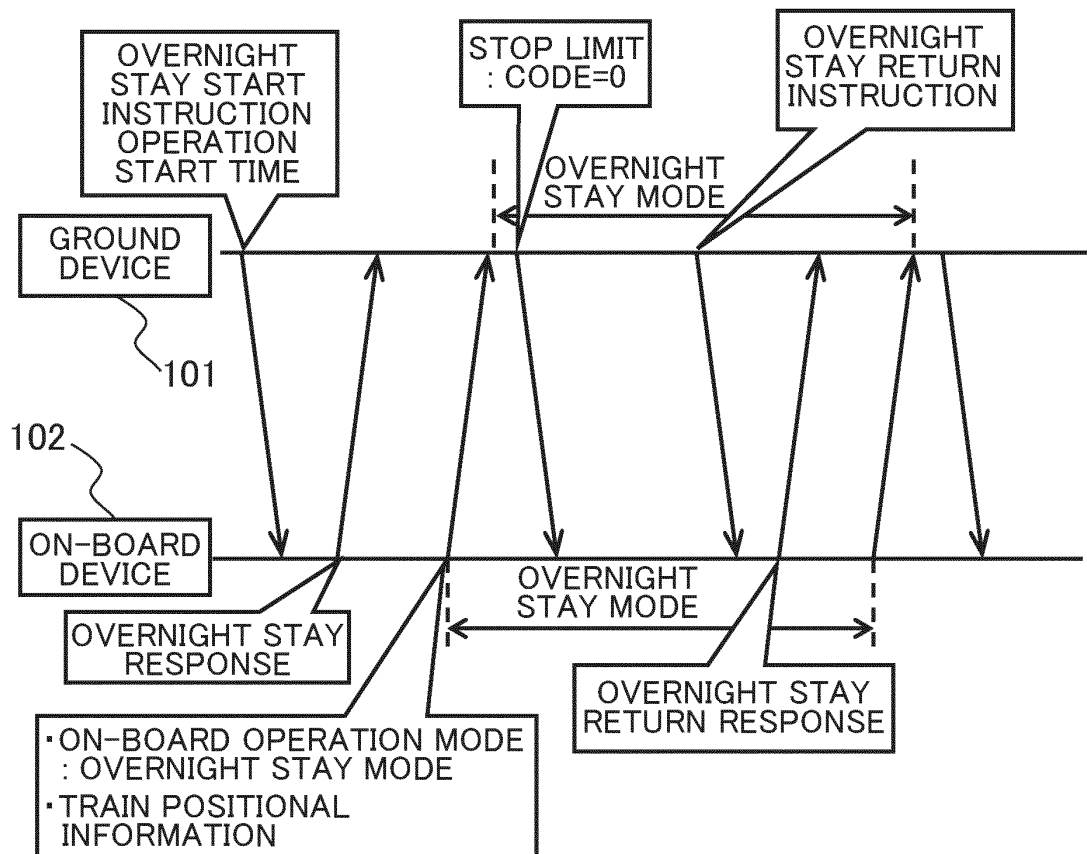 OVERNIGHT
STAY START
INSTRUCTION
OPERATION
START TIME
STOP LIMIT
: CODE=0
OVERNIGHT
STAY RETURN
INSTRUCTION
OVERNIGHT
STAY MODE
GROUND
DEVICE
101
102
ON-BOARD
DEVICE
OVERNIGHT
STAY MODE
OVERNIGHT STAY
RESPONSE
OVERNIGHT STAY
RETURN RESPONSE
・ON-BOARD OPERATION MODE
: OVERNIGHT STAY MODE
・TRAIN POSITIONAL
INFORMATION